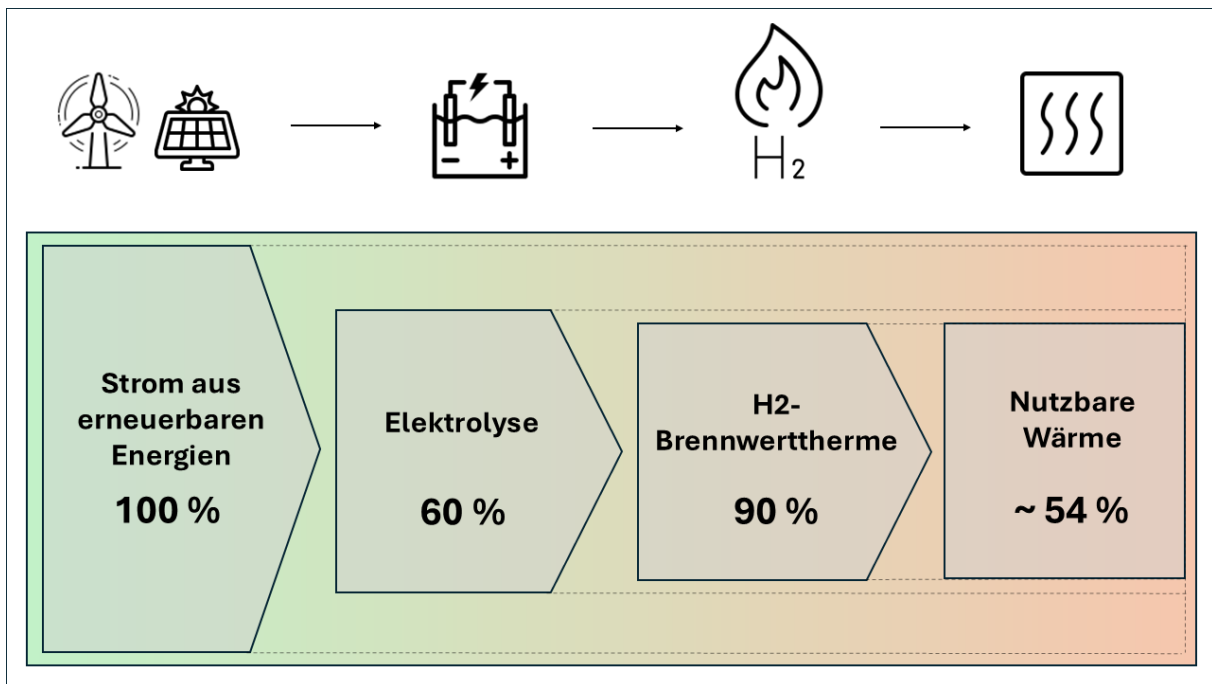 − +
H₂
Strom aus
erneuerbaren
Energien
100 %
Elektrolyse
60 %
H2-
Brennwerttherme
90 %
Nutzbare
Wärme
~ 54 %